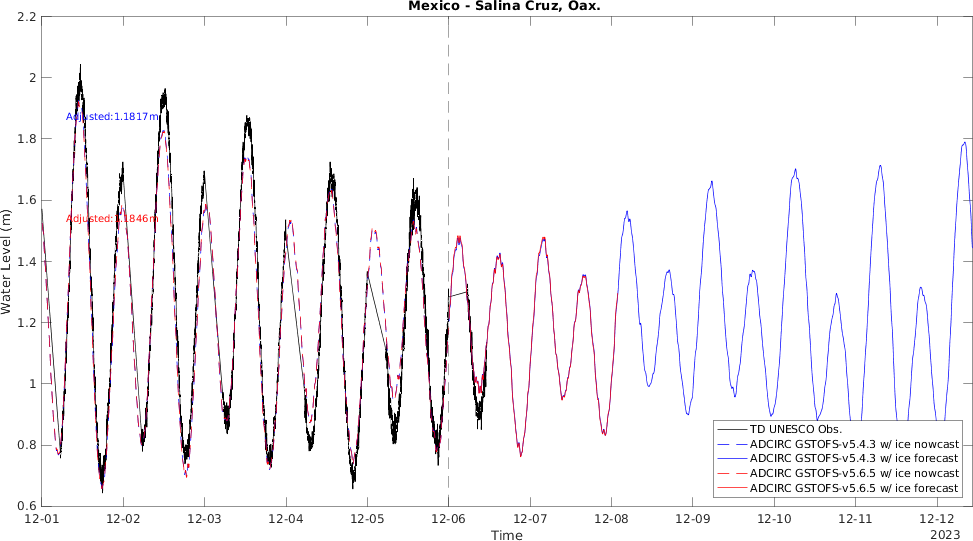 Mexico - Salina Cruz, Oax.
2.2
2
1.8
1.6
1.4
1.2
1
0.8
0.6
Water Level (m)
Adjusted:1.1817m
Adjusted:1.1846m
TD UNESCO Obs.
ADCIRC GSTOFS-v5.4.3 w/ ice nowcast
ADCIRC GSTOFS-v5.4.3 w/ ice forecast
ADCIRC GSTOFS-v5.6.5 w/ ice nowcast
ADCIRC GSTOFS-v5.6.5 w/ ice forecast
12-01 12-02 12-03 12-04 12-05 12-06 12-07 12-08 12-09 12-10 12-11 12-12
Time
2023